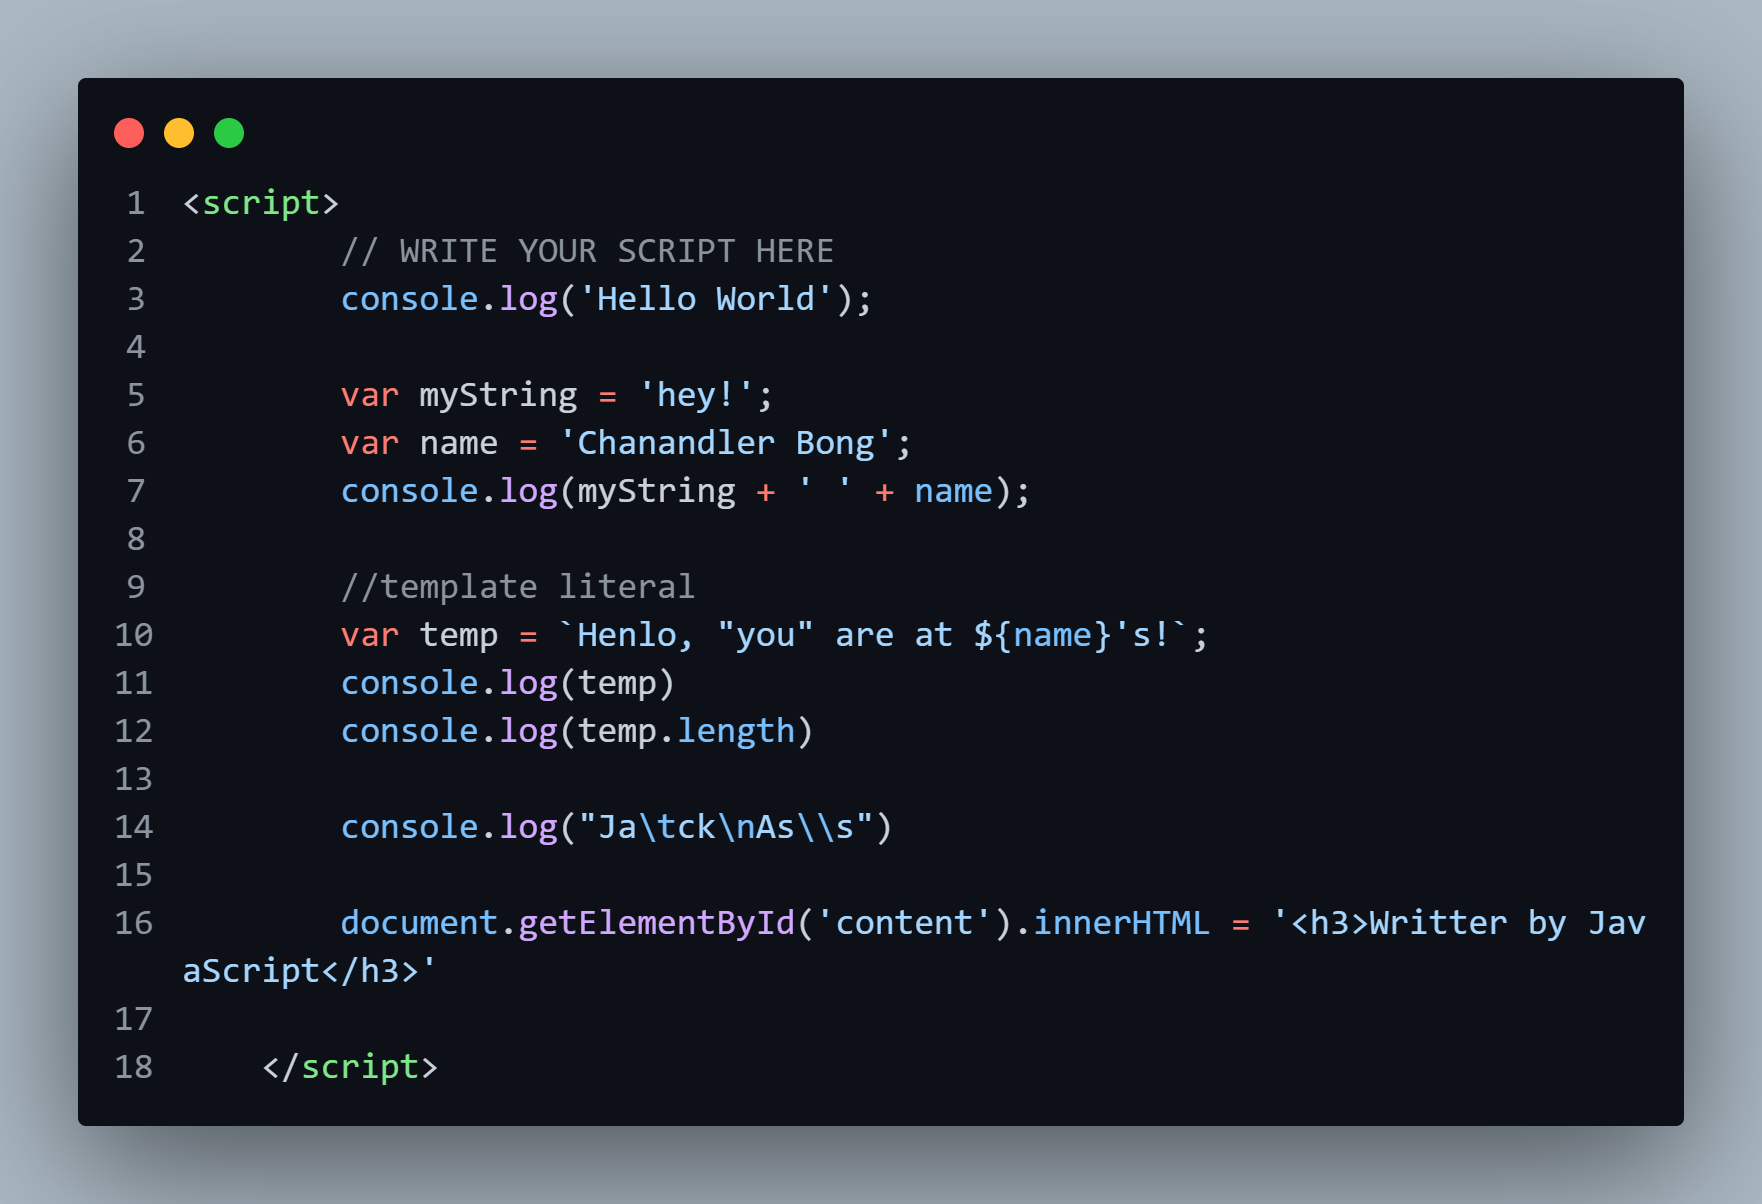 1 <script>
2 // WRITE YOUR SCRIPT HERE
3 console.log('Hello World');
4
5 var myString = 'hey!';
6 var name = 'Chanandler Bong';
7 console.log(myString + ' ' + name);
8
9 //template literal
10 var temp = `Henlo, "you" are at ${name}'s!`;
11 console.log(temp)
12 console.log(temp.length)
13
14 console.log("Ja\tck\nAs\\s")
15
16 document.getElementById('content').innerHTML = '<h3>Writter by Jav
aScript</h3>'
17
18 </script>